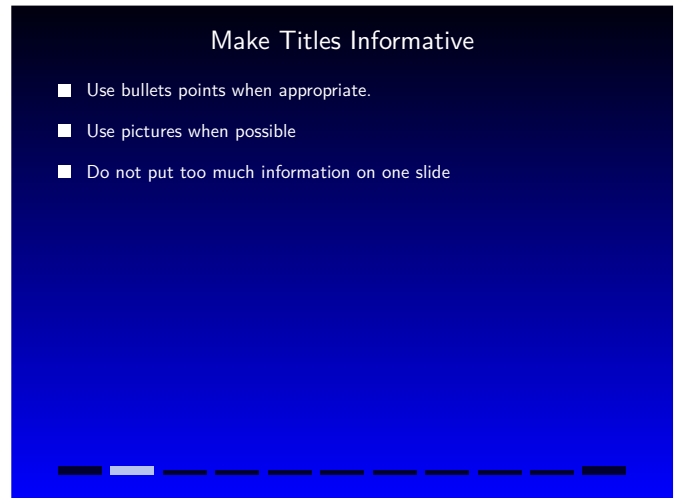 Make Titles Informative
Use bullets points when appropriate.
Use pictures when possible
Do not put too much information on one slide